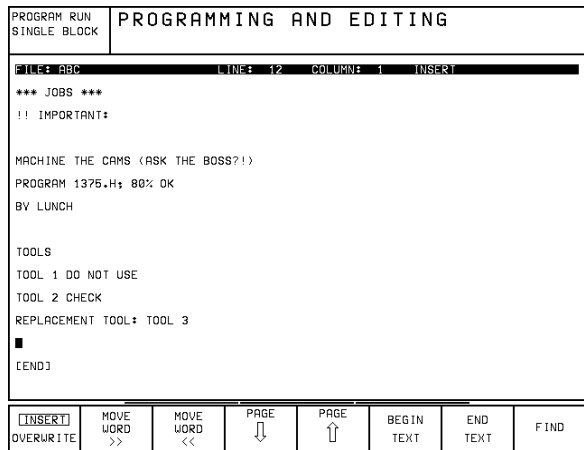 PROGRAM RUN
SINGLE BLOCK
PROGRAMMING AND EDITING
FILE: ABC LINE: 12 COLUMN: 1 INSERT
*** JOBS ***
!! IMPORTANT:
MACHINE THE CAMS (ASK THE BOSS?!)
PROGRAM 1375.H; 80% OK
BY LUNCH
TOOLS
TOOL 1 DO NOT USE
TOOL 2 CHECK
REPLACEMENT TOOL: TOOL 3
[END]
INSERT
OVERWRITE
MOVE
WORD
>>
MOVE
WORD
<<
PAGE
⇩
PAGE
⇧
BEGIN
TEXT
END
TEXT
FIND